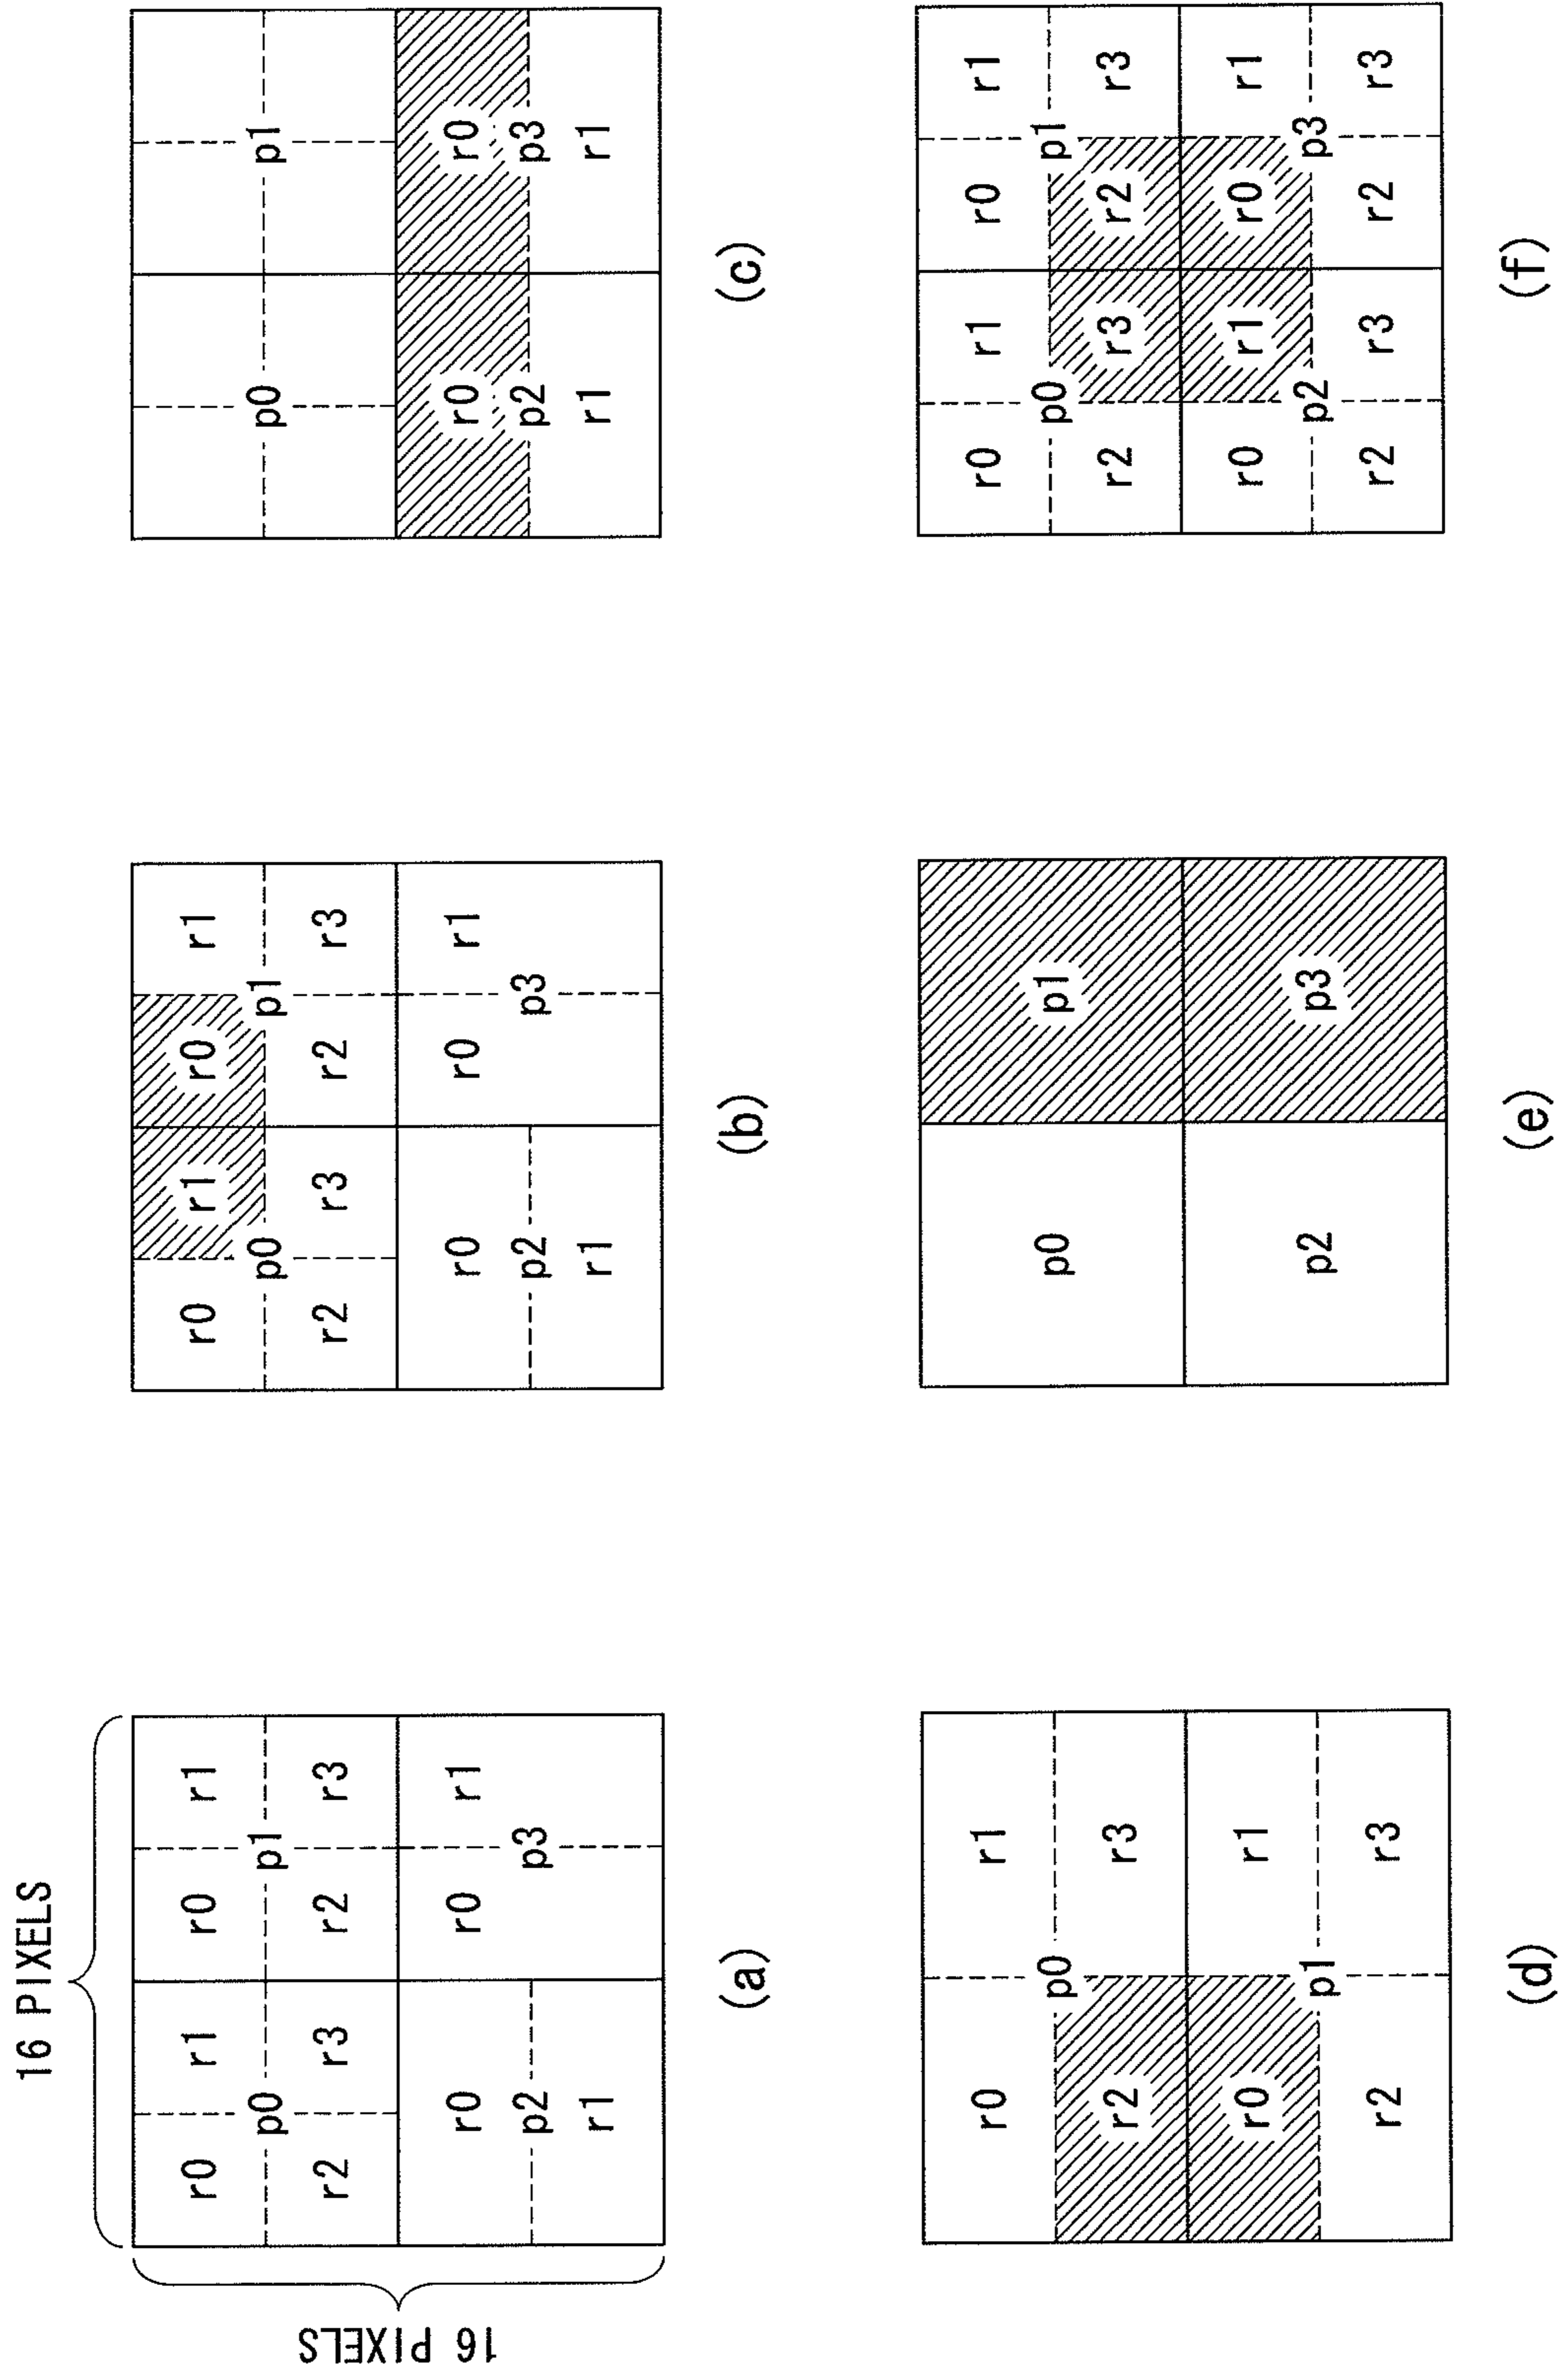 16 PIXELS
16 PIXELS
r0 r1 r0 r1
p0 p1
r2 r3 r2 r3
r0 r0 r1
p2 p3
r1
(a)
r0 r1 r0 r1
p0 p1
r2 r3 r2 r3
r0 r0 r1
p2 p3
r1
(b)
p0 p1
r0 r0
p2 p3
r1 r1
(c)
r0 r1
p0
r2 r3
r0 r1
p1
r2 r3
(d)
p0 p1
p2 p3
(e)
r0 r1 r0 r1
p0 p1
r2 r3 r2 r3
r0 r1 r0 r1
p2 p3
r2 r3 r2 r3
(f)